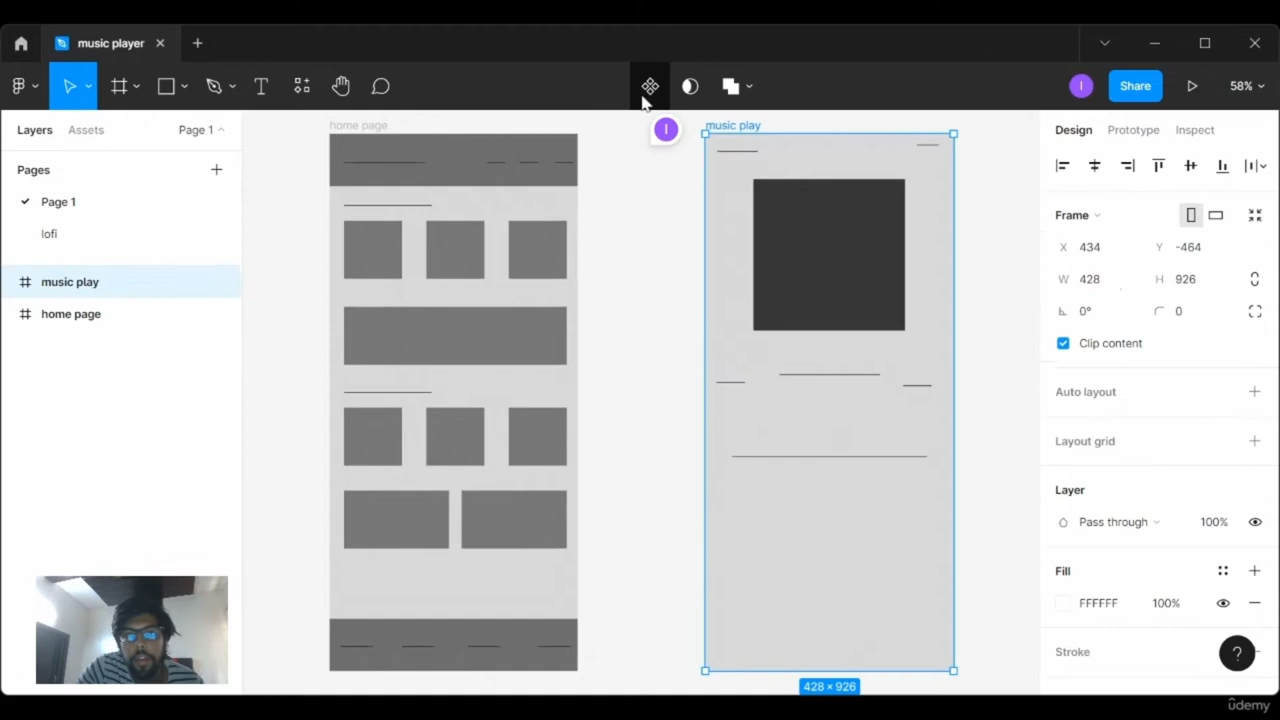 music player
I
Share
58%
Layers
Assets
Page 1
home page
music play
Design
Prototype
Inspect
Pages
I
Page 1
lofi
Frame
X 434
Y -464
music play
W 428
H 926
home page
0°
0
Clip content
Auto layout
Layout grid
Layer
Pass through
100%
Fill
FFFFFF
100%
Stroke
?
428 × 926
ûdemy